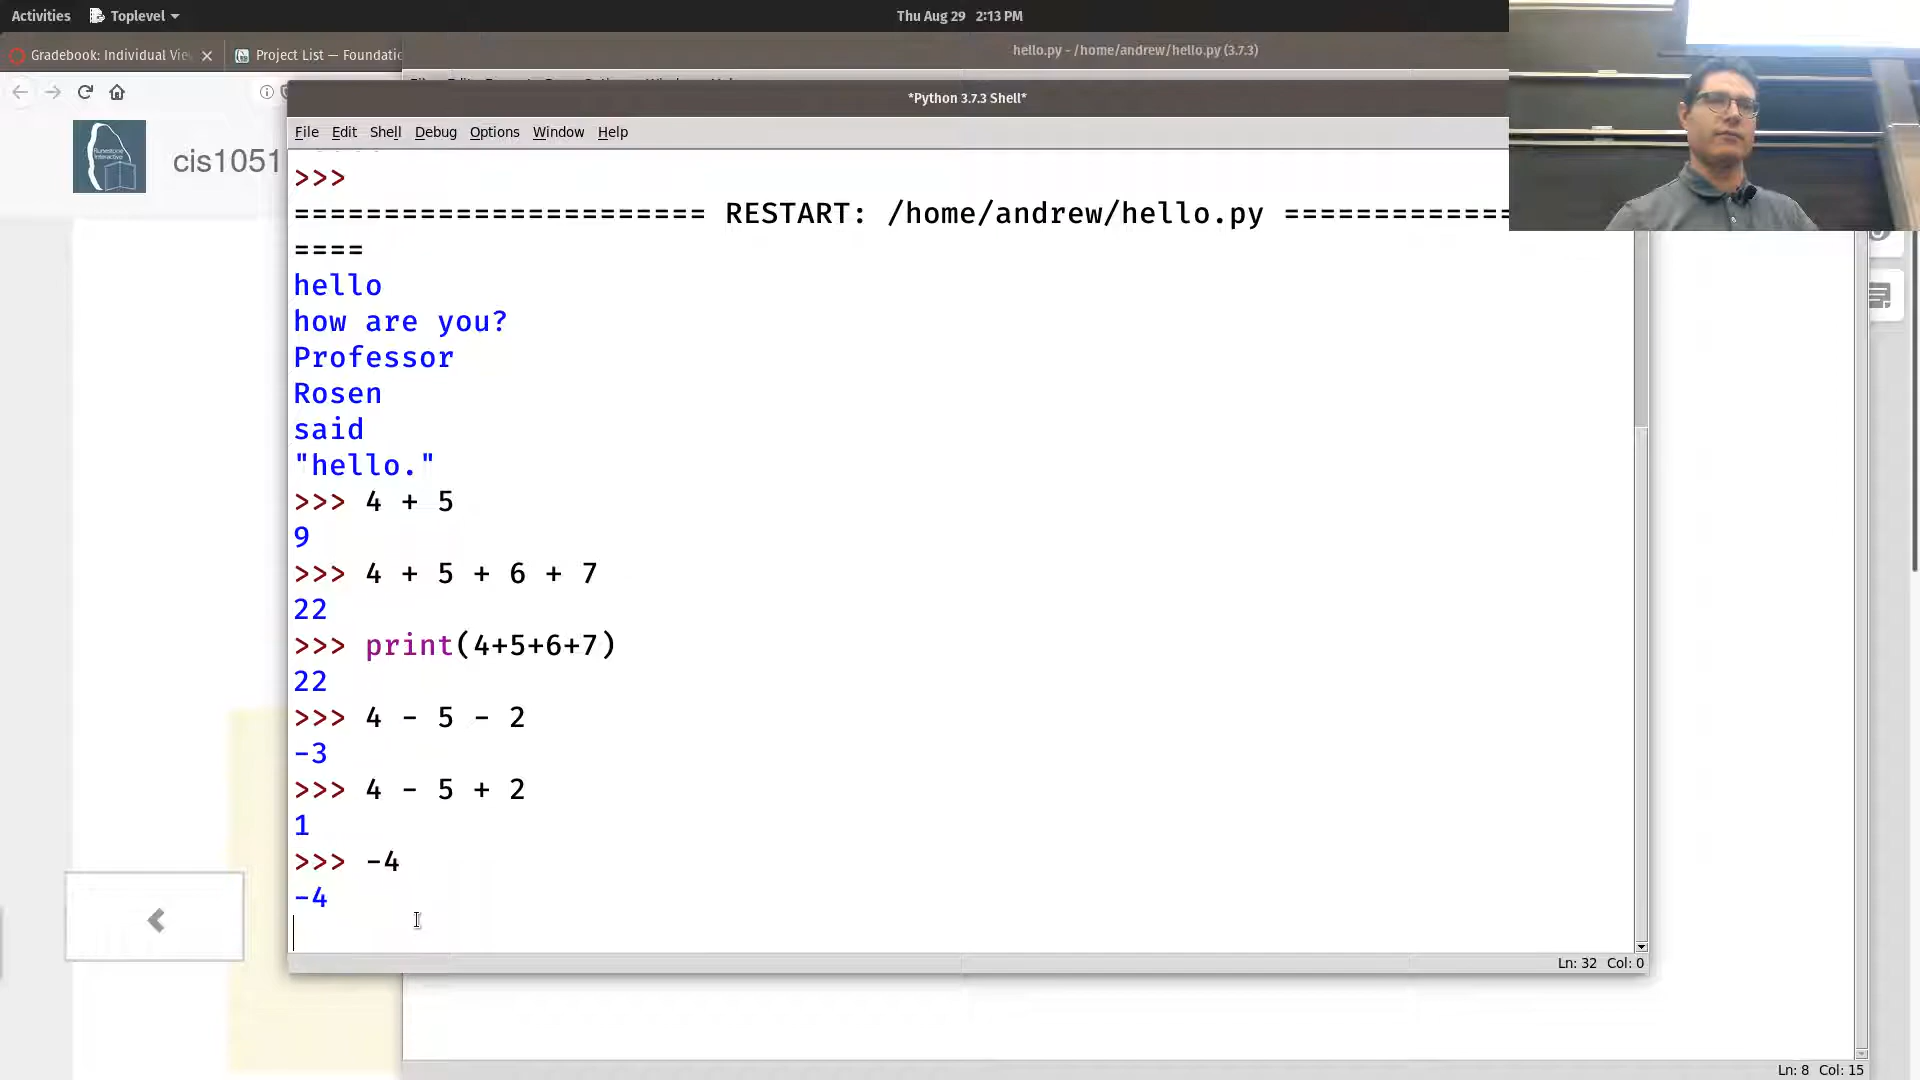 Activities Toplevel Thu Aug 29 2:13 PM
hello.py - /home/andrew/hello.py (3.7.3)
Gradebook: Individual Vie Project List — Foundatic
*Python 3.7.3 Shell*
File Edit Shell Debug Options Window Help
cis1051
>>>
======================= RESTART: /home/andrew/hello.py =============
====
hello
how are you?
Professor
Rosen
said
"hello."
>>> 4 + 5
9
>>> 4 + 5 + 6 + 7
22
>>> print(4+5+6+7)
22
>>> 4 - 5 - 2
-3
>>> 4 - 5 + 2
1
>>> -4
-4
Ln: 32 Col: 0
Ln: 8 Col: 15